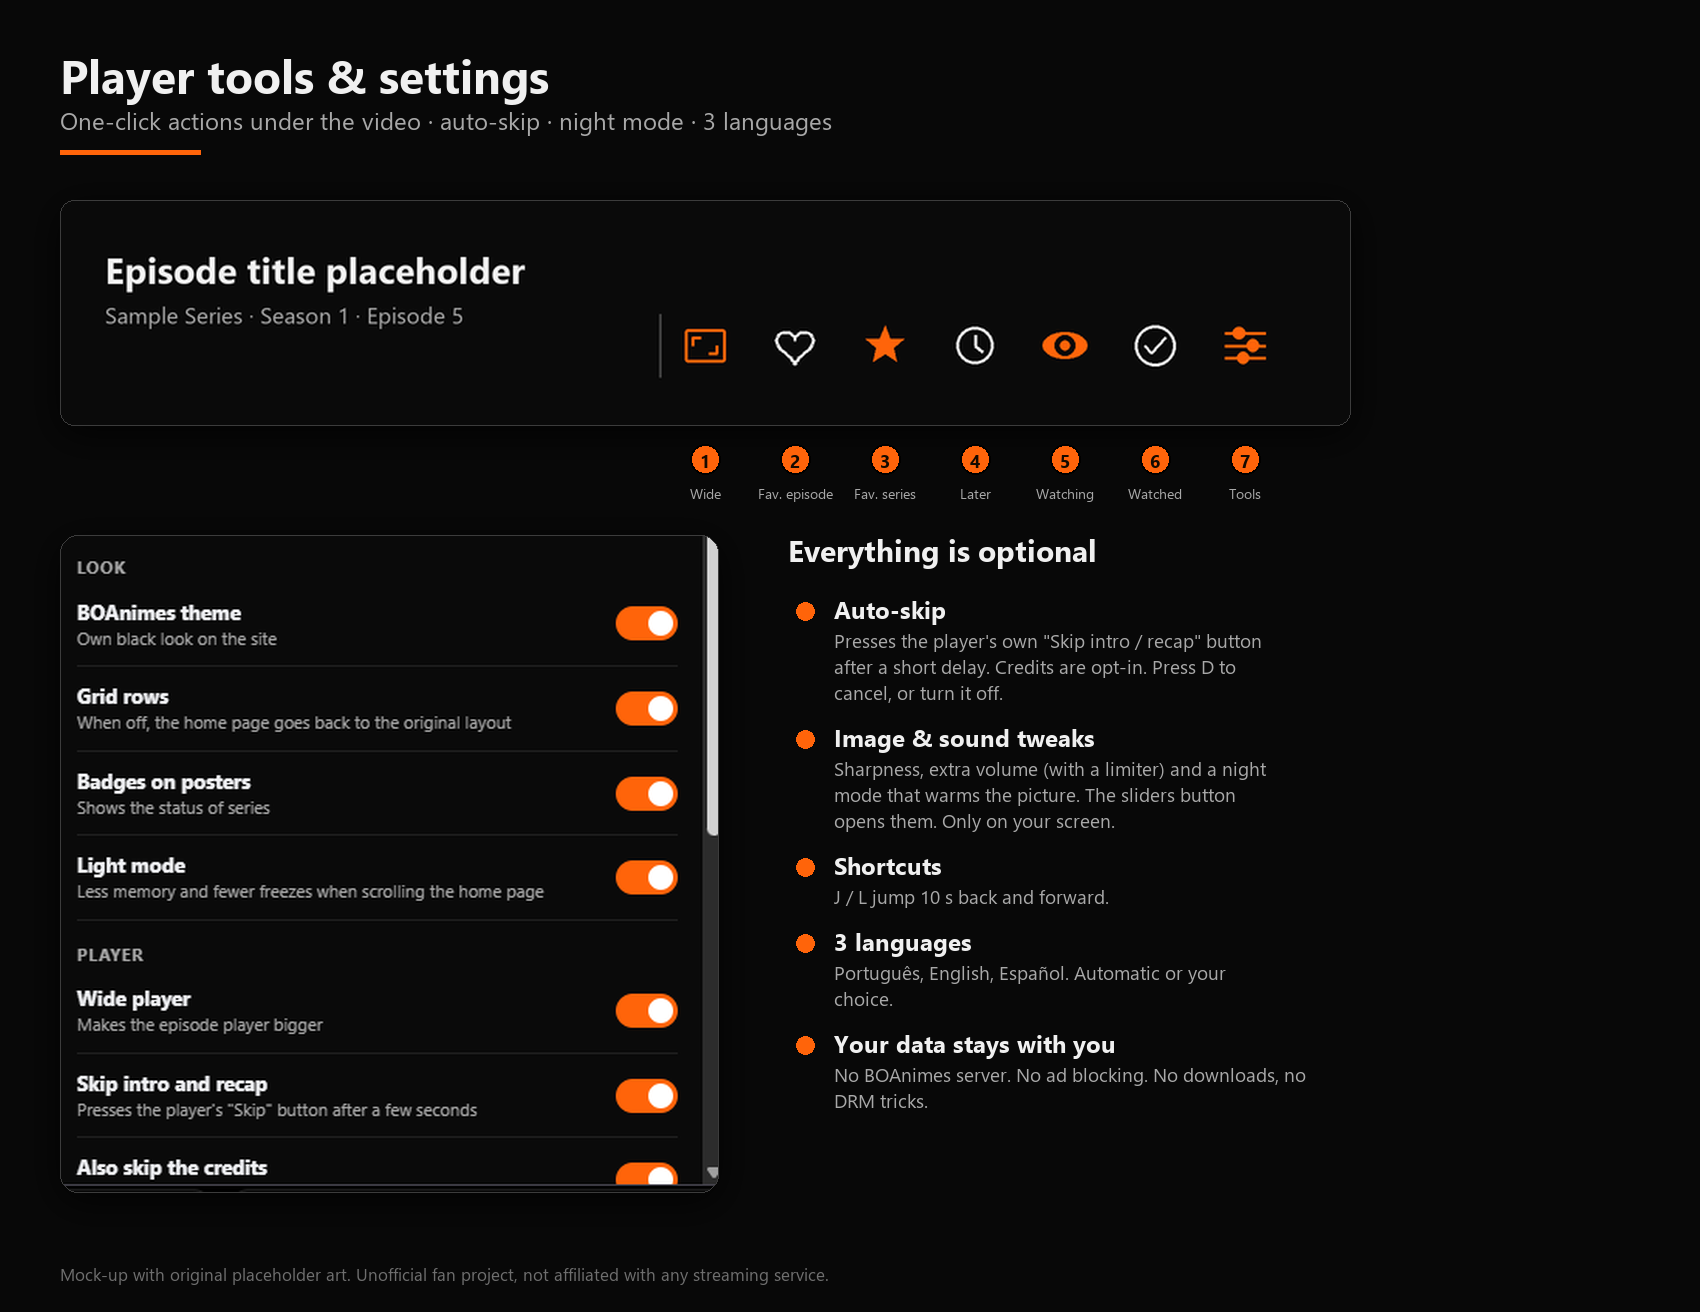 Player tools & settings
One-click actions under the video · auto-skip · night mode · 3 languages
Episode title placeholder
Sample Series · Season 1 · Episode 5
1 2 3 4 5 6 7
Wide Fav. episode Fav. series Later Watching Watched Tools
LOOK
BOAnimes theme
Own black look on the site
Grid rows
When off, the home page goes back to the original layout
Badges on posters
Shows the status of series
Light mode
Less memory and fewer freezes when scrolling the home page
PLAYER
Wide player
Makes the episode player bigger
Skip intro and recap
Presses the player's "Skip" button after a few seconds
Also skip the credits
Everything is optional
Auto-skip
Presses the player's own "Skip intro / recap" button
after a short delay. Credits are opt-in. Press D to
cancel, or turn it off.
Image & sound tweaks
Sharpness, extra volume (with a limiter) and a night
mode that warms the picture. The sliders button
opens them. Only on your screen.
Shortcuts
J / L jump 10 s back and forward.
3 languages
Português, English, Español. Automatic or your
choice.
Your data stays with you
No BOAnimes server. No ad blocking. No downloads, no
DRM tricks.
Mock-up with original placeholder art. Unofficial fan project, not affiliated with any streaming service.